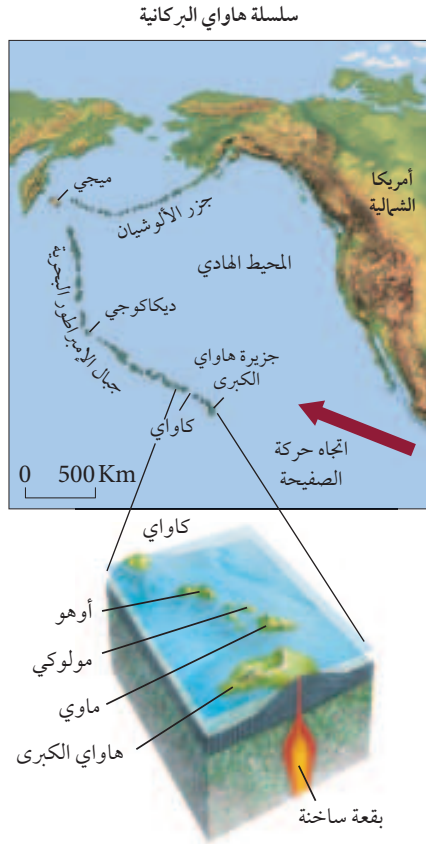 سلسلة هاواي البركانية
ميجي
جزر الألوشيان
أمريكا
الشمالية
المحيط الهادي
جبال الإمبراطور البحرية
ديكاكوجي
جزيرة هاواي
الكبرى
كاواي
اتجاه حركة
الصفيحة
0 500 Km
كاواي
أوهو
مولوكي
ماوي
هاواي الكبرى
بقعة ساخنة